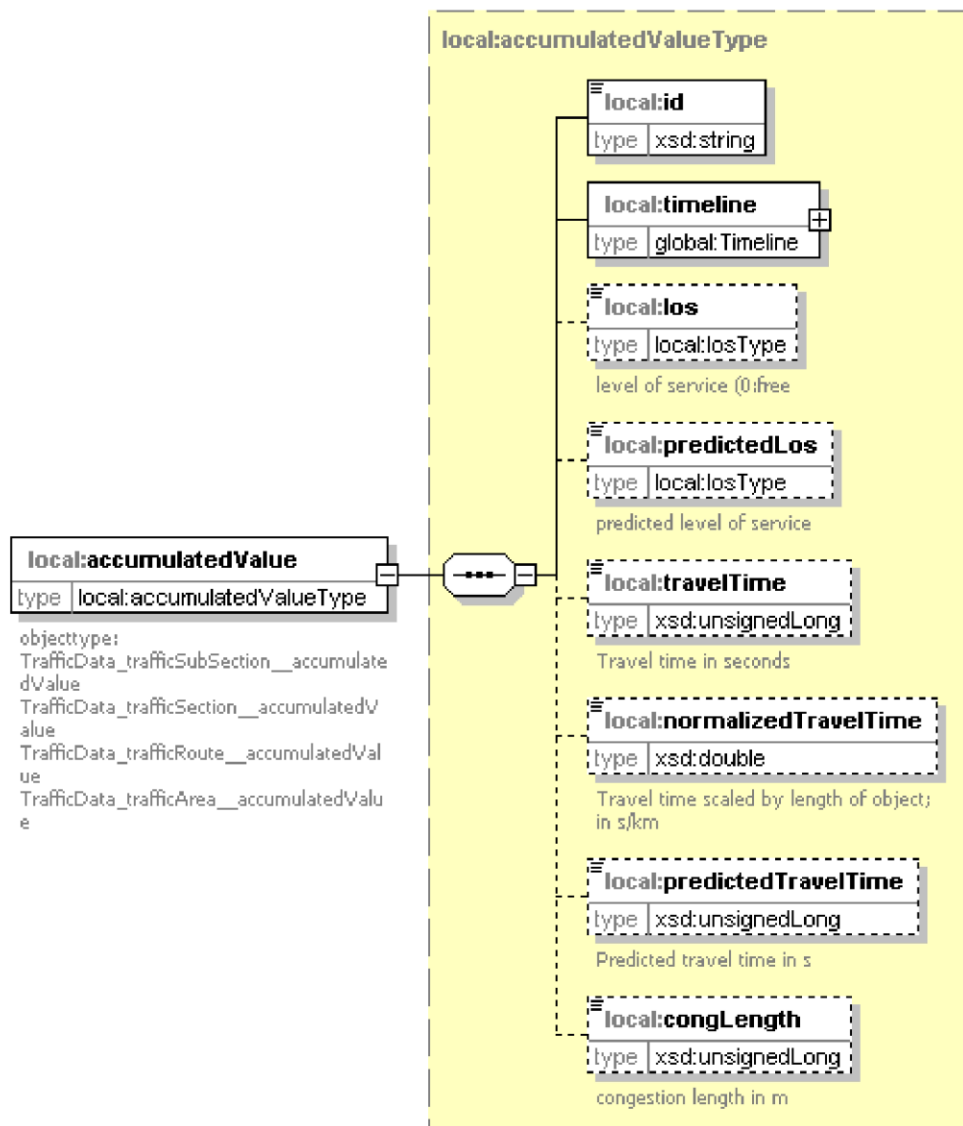 local:accumulatedValueType
local:id
type xsd:string
local:timeline
type global:Timeline
local:los
type local:losType
level of service (0:free
local:predictedLos
type local:losType
predicted level of service
local:accumulatedValue
type local:accumulatedValueType
objecttype:
TrafficData_trafficSubSection__accumulate
dValue
TrafficData_trafficSection__accumulatedV
alue
TrafficData_trafficRoute__accumulatedVal
ue
TrafficData_trafficArea__accumulatedValu
e
local:travelTime
type xsd:unsignedLong
Travel time in seconds
local:normalizedTravelTime
type xsd:double
Travel time scaled by length of object;
in s/km
local:predictedTravelTime
type xsd:unsignedLong
Predicted travel time in s
local:congLength
type xsd:unsignedLong
congestion length in m